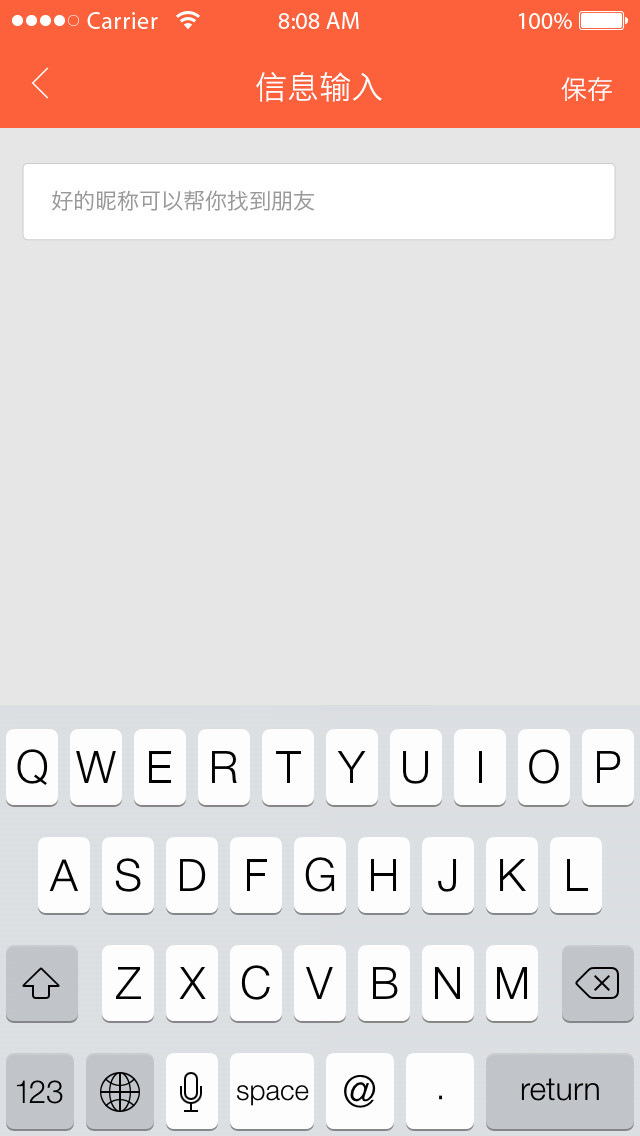 Carrier 8:08 AM 100%
信息输入 保存
好的昵称可以帮你找到朋友
Q W E R T Y U I O P
A S D F G H J K L
Z X C V B N M
123 space @ . return